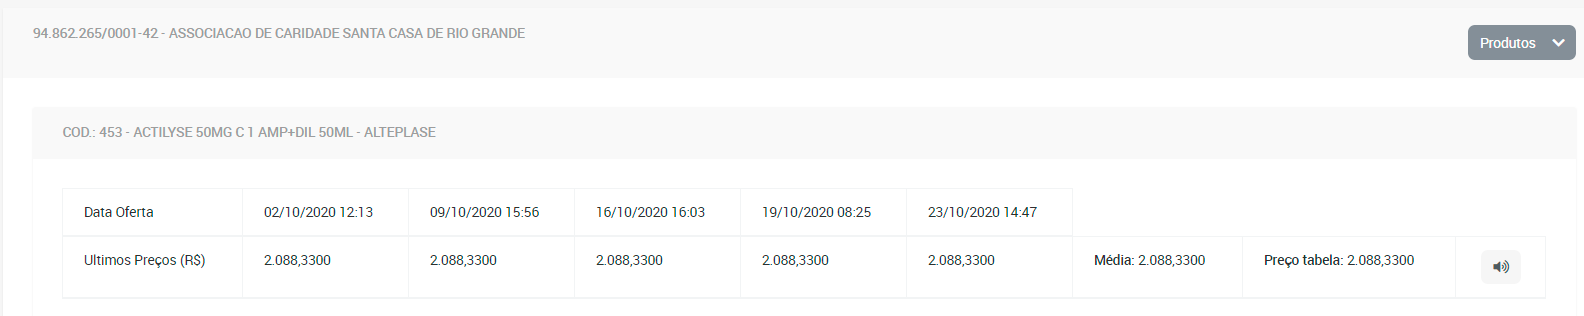 94.862.265/0001-42 - ASSOCIACAO DE CARIDADE SANTA CASA DE RIO GRANDE
Produtos
COD.: 453 - ACTILYSE 50MG C 1 AMP+DIL 50ML - ALTEPLASE
Data Oferta 02/10/2020 12:13 09/10/2020 15:56 16/10/2020 16:03 19/10/2020 08:25 23/10/2020 14:47
Ultimos Preços (R$) 2.088,3300 2.088,3300 2.088,3300 2.088,3300 2.088,3300 Média: 2.088,3300 Preço tabela: 2.088,3300